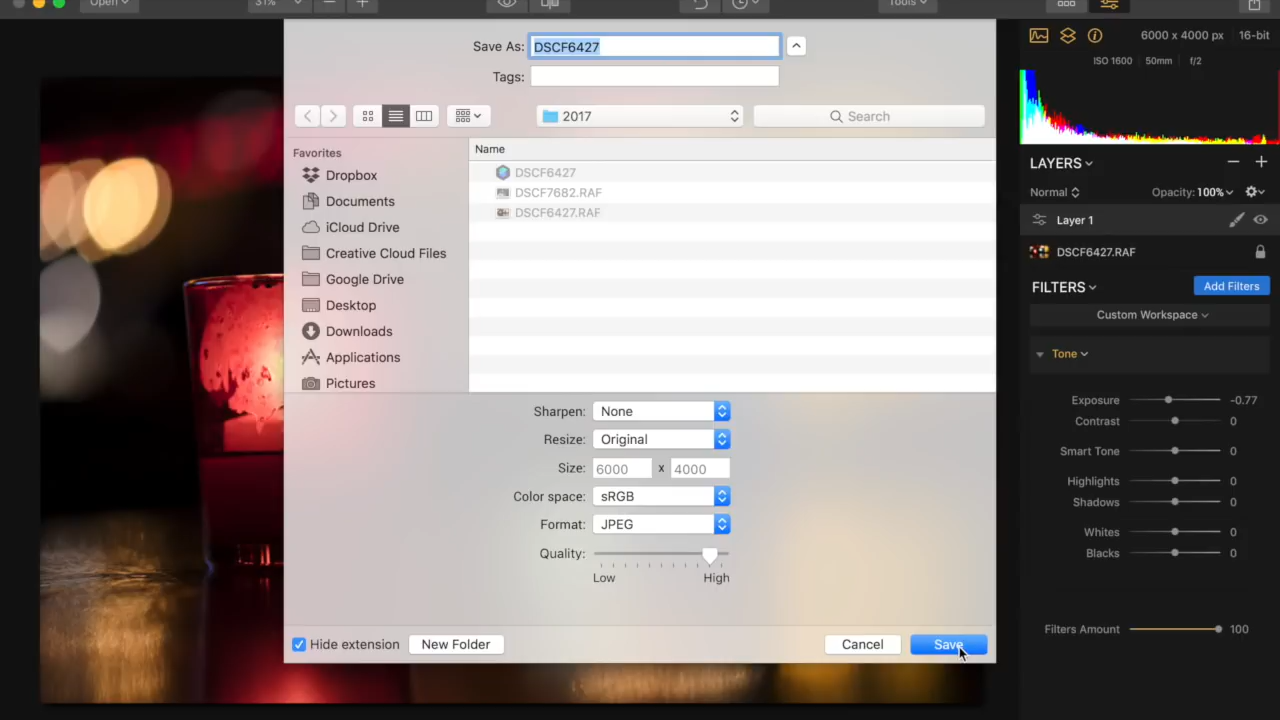 Open
31%
Tools
Save As: DSCF6427
Tags:
2017
Search
Favorites
Dropbox
Documents
iCloud Drive
Creative Cloud Files
Google Drive
Desktop
Downloads
Applications
Pictures
Name
DSCF6427
DSCF7682.RAF
DSCF6427.RAF
Sharpen: None
Resize: Original
Size: 6000 x 4000
Color space: sRGB
Format: JPEG
Quality:
Low High
Hide extension New Folder Cancel Save
6000 x 4000 px 16-bit
ISO 1600 50mm f/2
LAYERS
Normal Opacity: 100%
Layer 1
DSCF6427.RAF
FILTERS Add Filters
Custom Workspace
Tone
Exposure -0.77
Contrast 0
Smart Tone 0
Highlights 0
Shadows 0
Whites 0
Blacks 0
Filters Amount 100